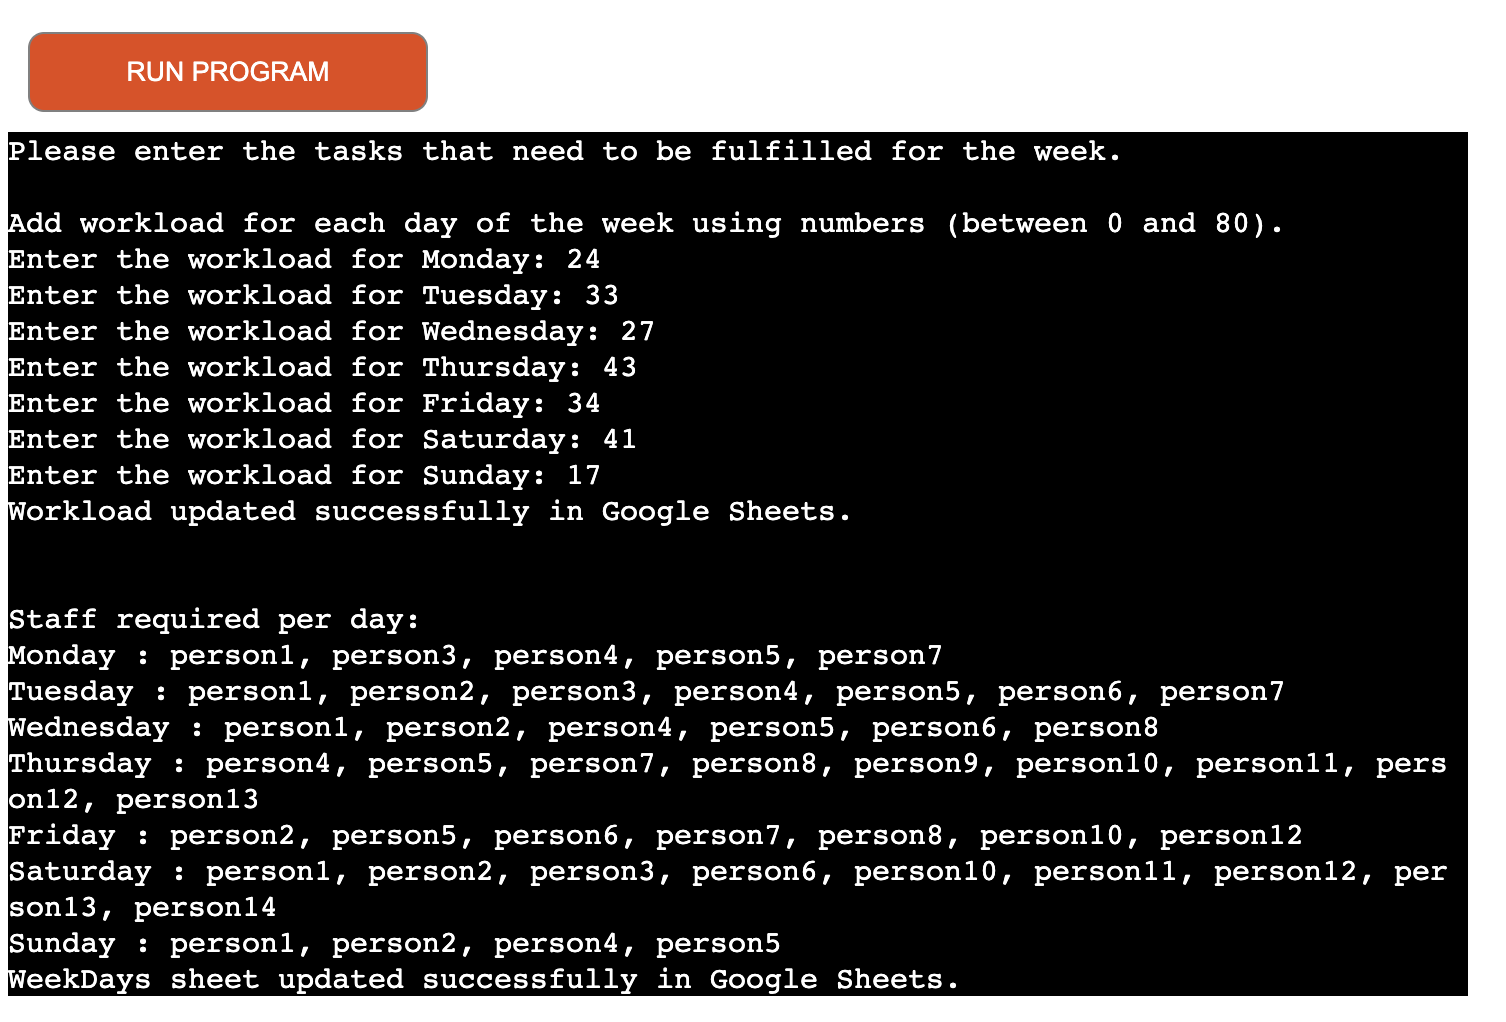 RUN PROGRAM
Please enter the tasks that need to be fulfilled for the week.
Add workload for each day of the week using numbers (between 0 and 80).
Enter the workload for Monday: 24
Enter the workload for Tuesday: 33
Enter the workload for Wednesday: 27
Enter the workload for Thursday: 43
Enter the workload for Friday: 34
Enter the workload for Saturday: 41
Enter the workload for Sunday: 17
Workload updated successfully in Google Sheets.
Staff required per day:
Monday : person1, person3, person4, person5, person7
Tuesday : person1, person2, person3, person4, person5, person6, person7
Wednesday : person1, person2, person4, person5, person6, person8
Thursday : person4, person5, person7, person8, person9, person10, person11, pers
on12, person13
Friday : person2, person5, person6, person7, person8, person10, person12
Saturday : person1, person2, person3, person6, person10, person11, person12, per
son13, person14
Sunday : person1, person2, person4, person5
WeekDays sheet updated successfully in Google Sheets.